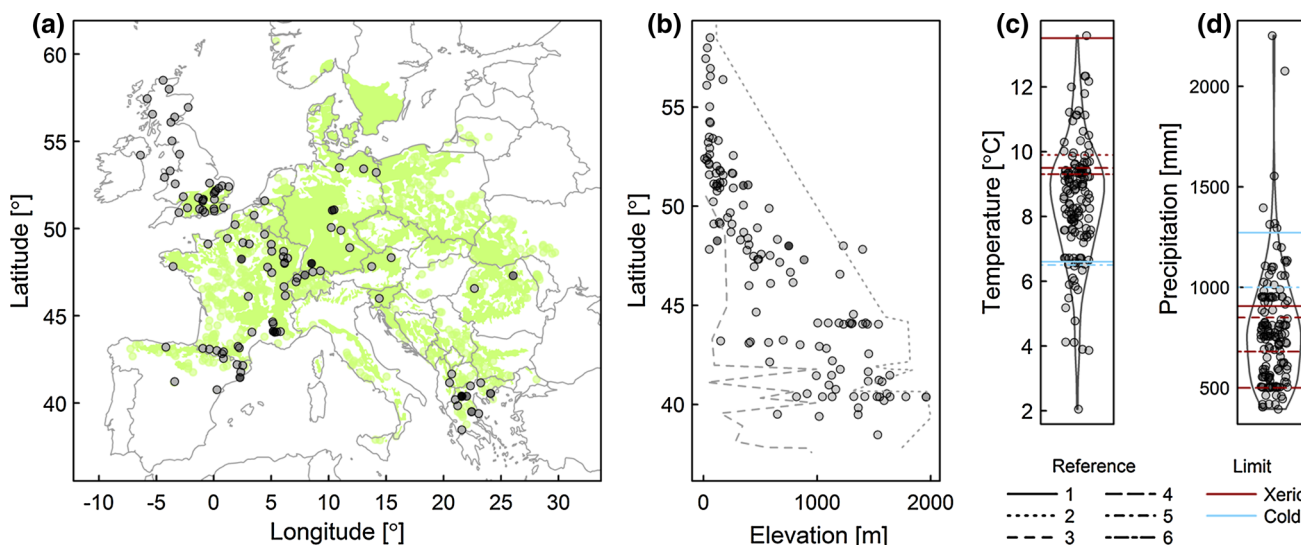 (a)
60
55
50
45
40
Latitude [°]
-10
-5
0
5
10
15
20
25
30
Longitude [°]
(b)
55
50
45
40
Latitude [°]
0
1000
2000
Elevation [m]
(c)
12
10
8
6
4
2
Temperature [°C]
(d)
2000
1500
1000
500
Precipitation [mm]
Reference
1
2
3
4
5
6
Limit
Xeric
Cold